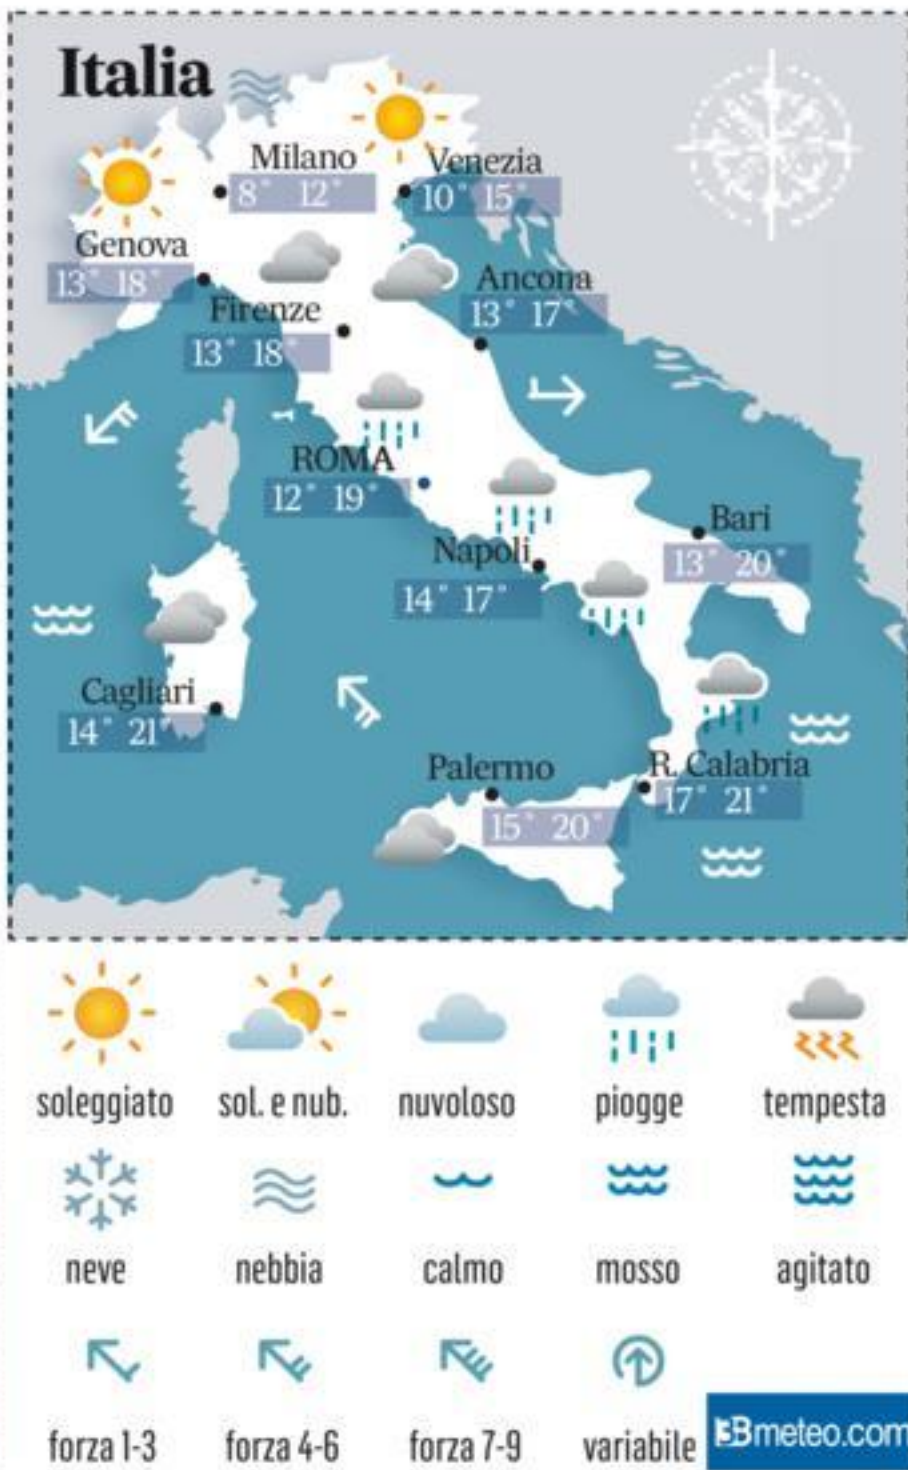 Italia
Milano
8° 12°
Venezia
10° 15°
Genova
13° 18°
Ancona
13° 17°
Firenze
13° 18°
ROMA
12° 19°
Bari
13° 20°
Napoli
14° 17°
Cagliari
14° 21°
Palermo
15° 20°
R. Calabria
17° 21°
soleggiato sol. e nub. nuvoloso piogge tempesta
neve nebbia calmo mosso agitato
forza 1-3 forza 4-6 forza 7-9 variabile
3Bmeteo.com